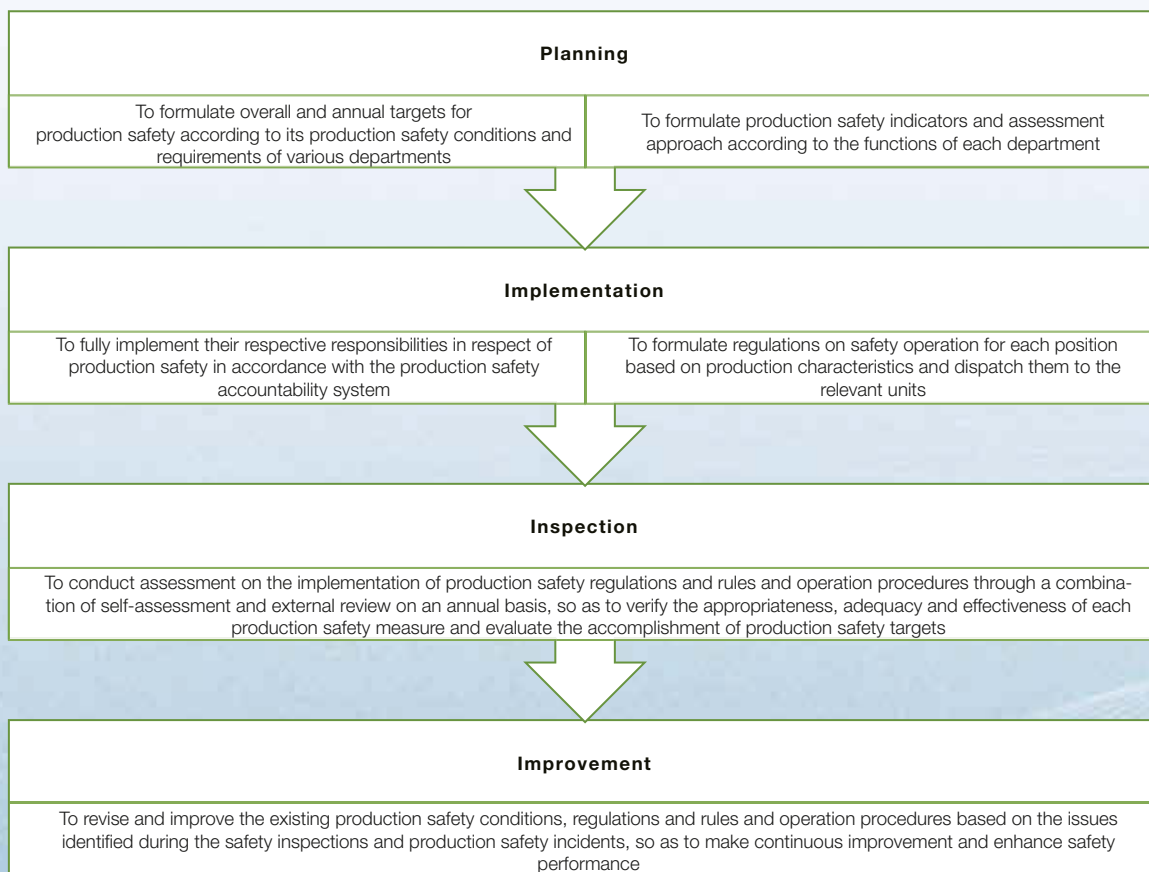 Planning
To formulate overall and annual targets for
production safety according to its production safety conditions and
requirements of various departments
To formulate production safety indicators and assessment
approach according to the functions of each department
Implementation
To fully implement their respective responsibilities in respect of
production safety in accordance with the production safety
accountability system
To formulate regulations on safety operation for each position
based on production characteristics and dispatch them to the
relevant units
Inspection
To conduct assessment on the implementation of production safety regulations and rules and operation procedures through a combina-
tion of self-assessment and external review on an annual basis, so as to verify the appropriateness, adequacy and effectiveness of each
production safety measure and evaluate the accomplishment of production safety targets
Improvement
To revise and improve the existing production safety conditions, regulations and rules and operation procedures based on the issues
identified during the safety inspections and production safety incidents, so as to make continuous improvement and enhance safety
performance